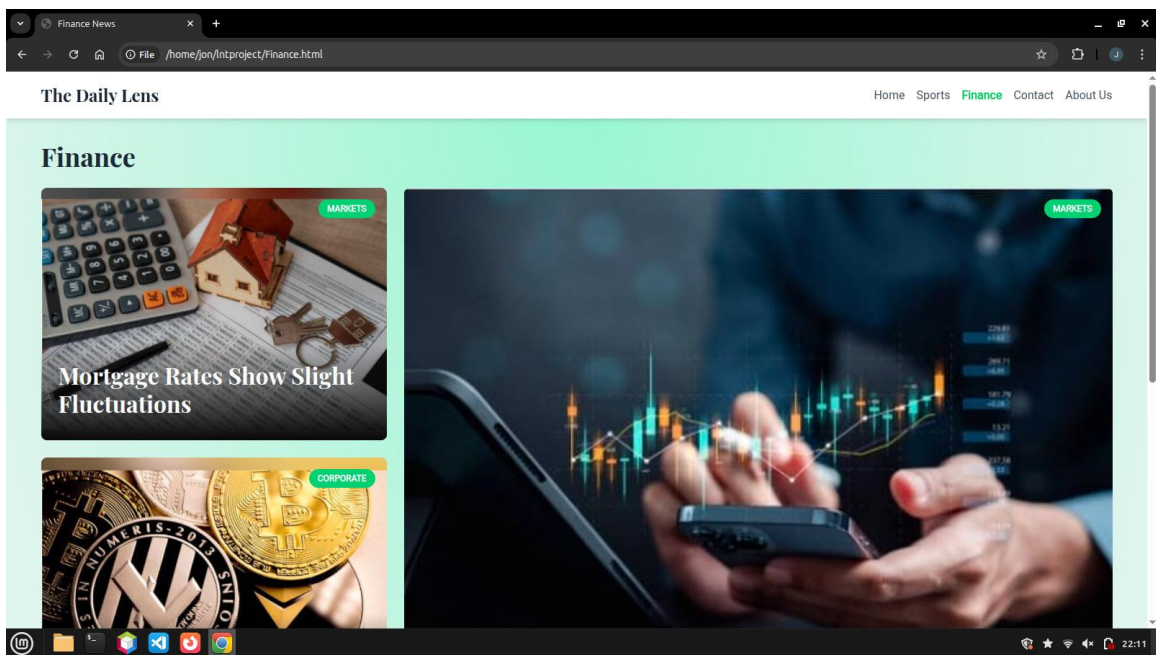 Finance News
File /home/jon/lntproject/Finance.html
J
The Daily Lens
Home Sports Finance Contact About Us
Finance
MARKETS
Mortgage Rates Show Slight
Fluctuations
MARKETS
CORPORATE
22:11